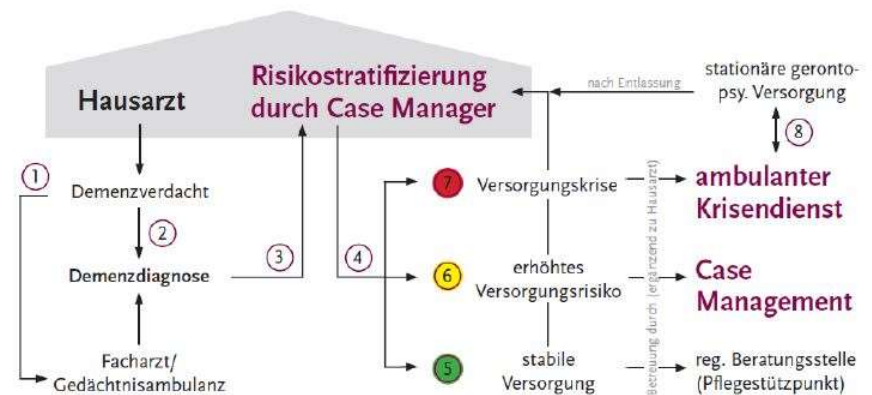 Hausarzt
Risikostratifizierung
durch Case Manager
nach Entlassung
stationäre geronto-
psy. Versorgung
8
1
Demenzverdacht
2
Demenzdiagnose
3
4
Facharzt/
Gedächtnisambulanz
7
Versorgungskrise
ambulanter
Krisendienst
6
erhöhtes
Versorgungsrisiko
Case
Management
5
stabile
Versorgung
Betreuung durch (ergänzend zu Hausarzt)
reg. Beratungsstelle
(Pflegestützpunkt)